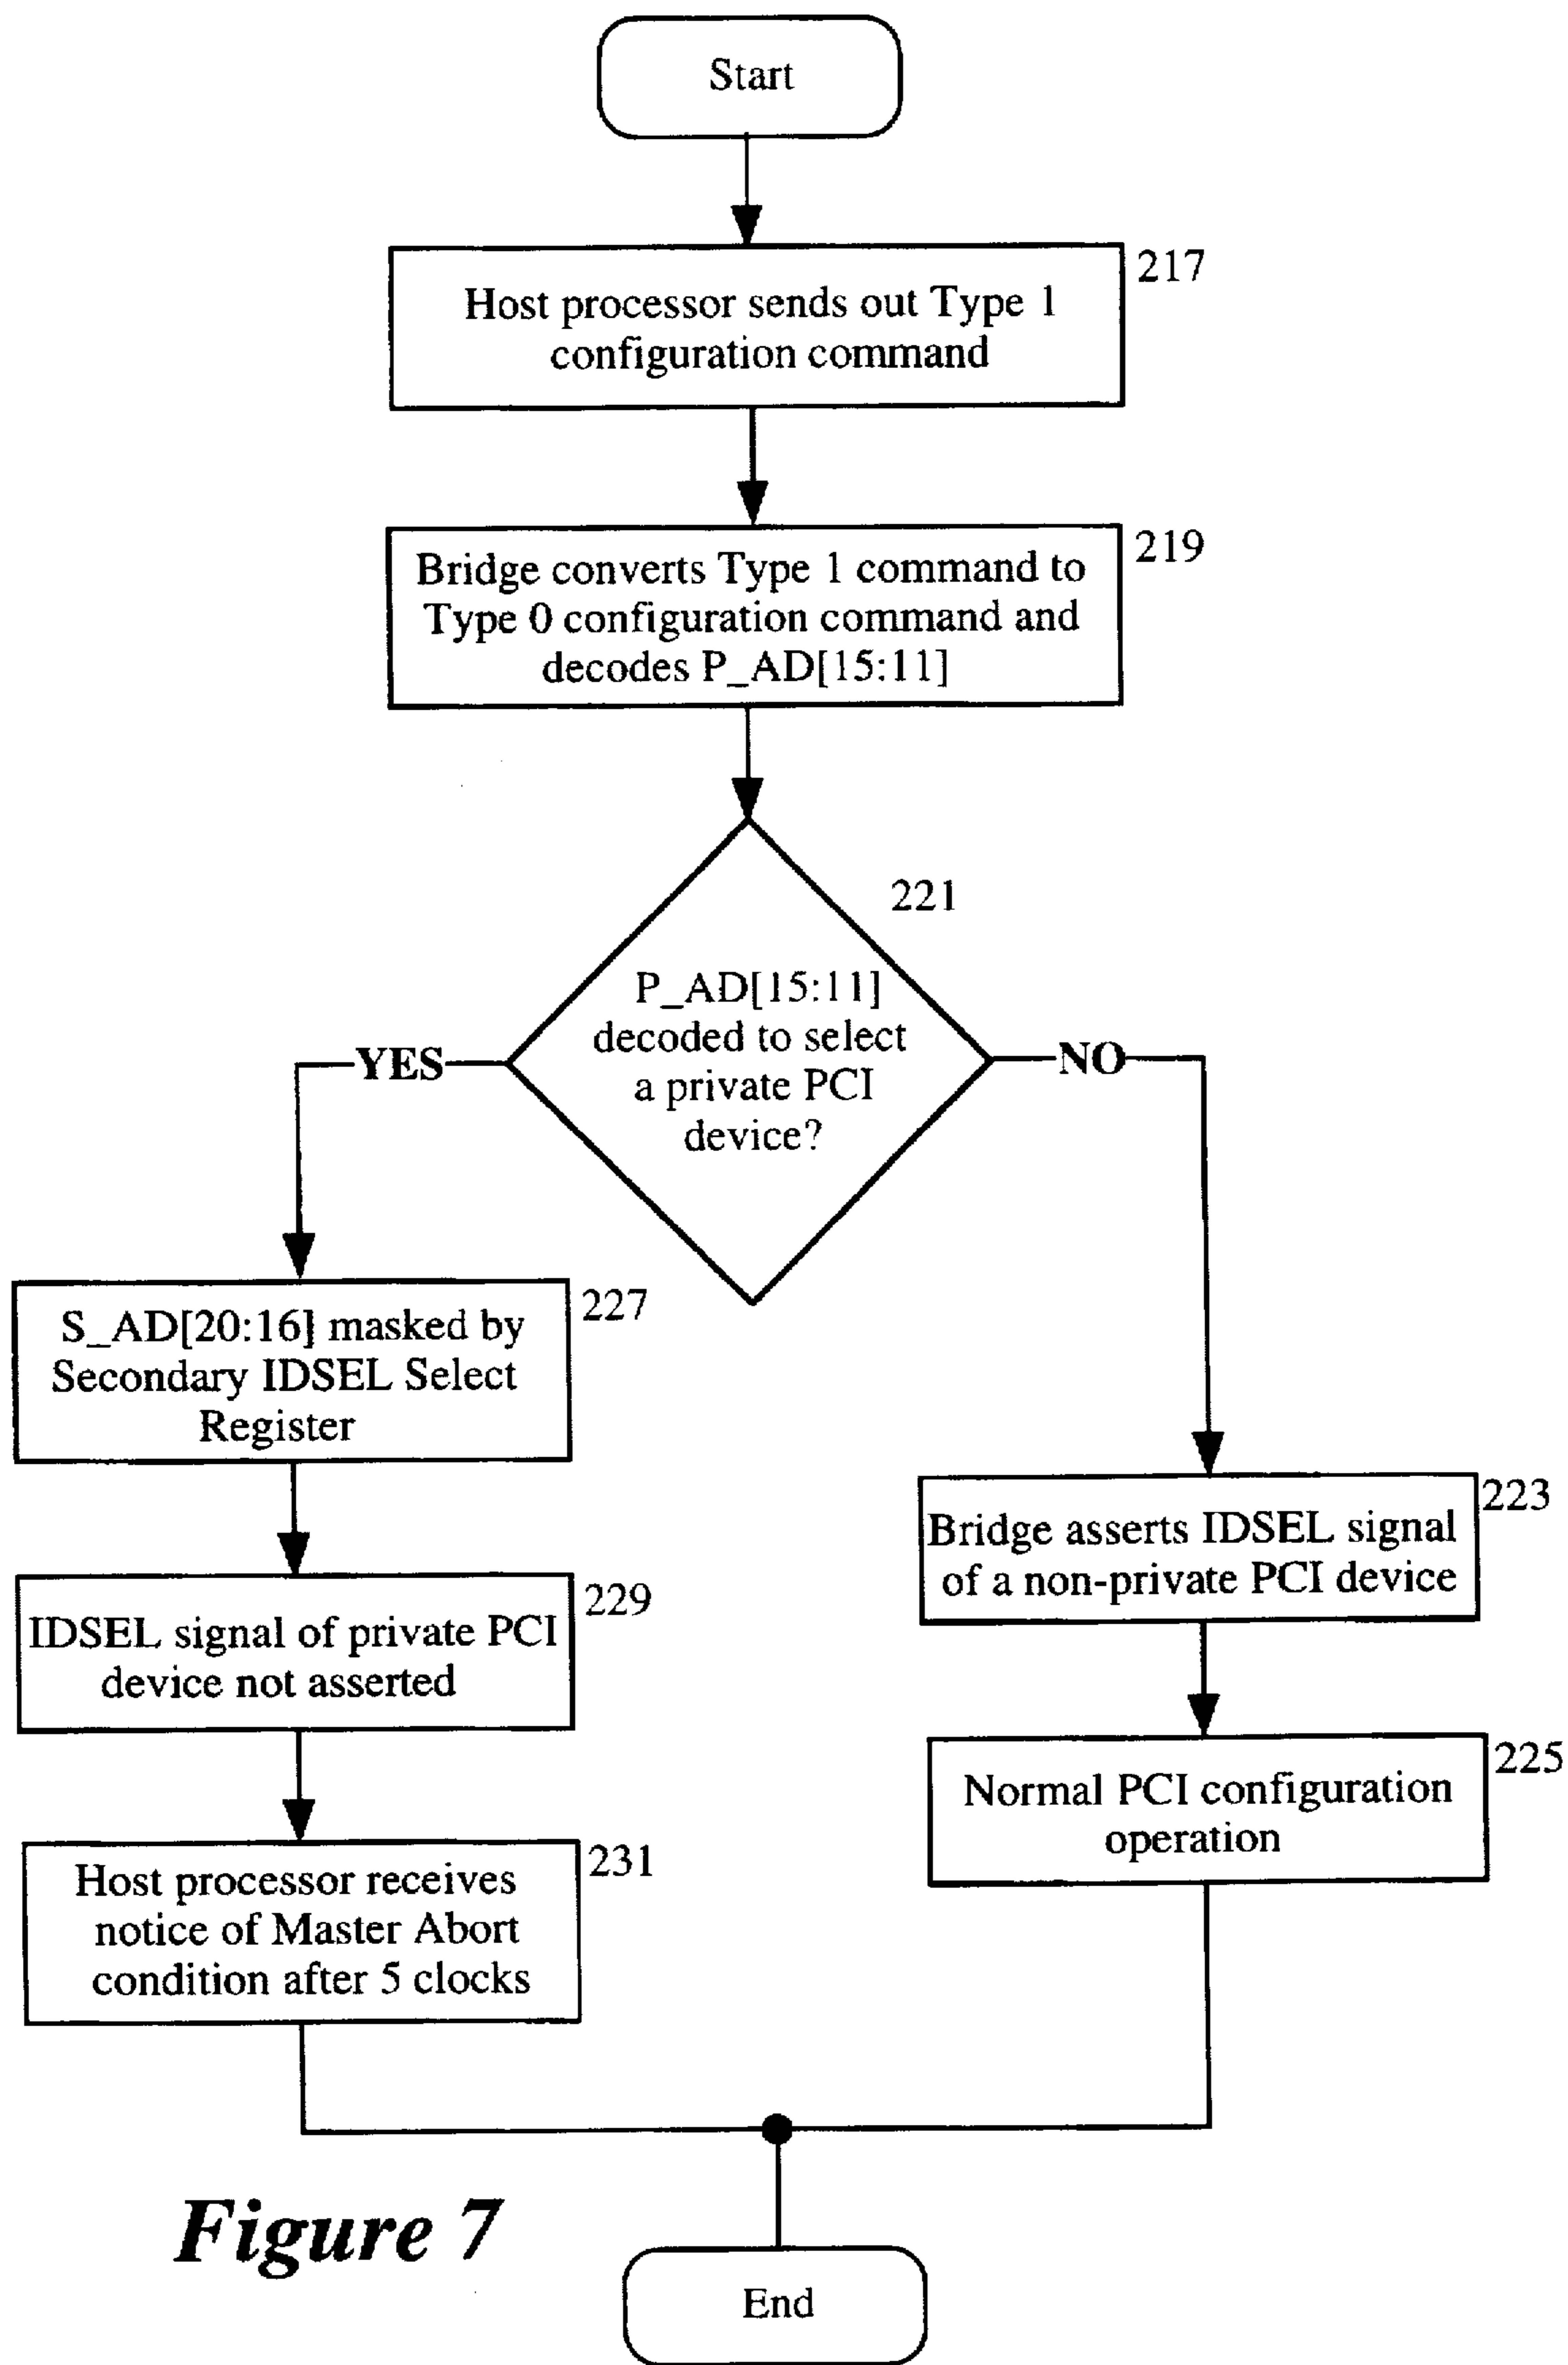 Start
217
Host processor sends out Type 1
configuration command
219
Bridge converts Type 1 command to
Type 0 configuration command and
decodes P_AD[15:11]
221
P_AD[15:11]
decoded to select
a private PCI
device?
YES
NO
227
S_AD[20:16] masked by
Secondary IDSEL Select
Register
223
Bridge asserts IDSEL signal
of a non-private PCI device
229
IDSEL signal of private PCI
device not asserted
225
Normal PCI configuration
operation
231
Host processor receives
notice of Master Abort
condition after 5 clocks
Figure 7
End